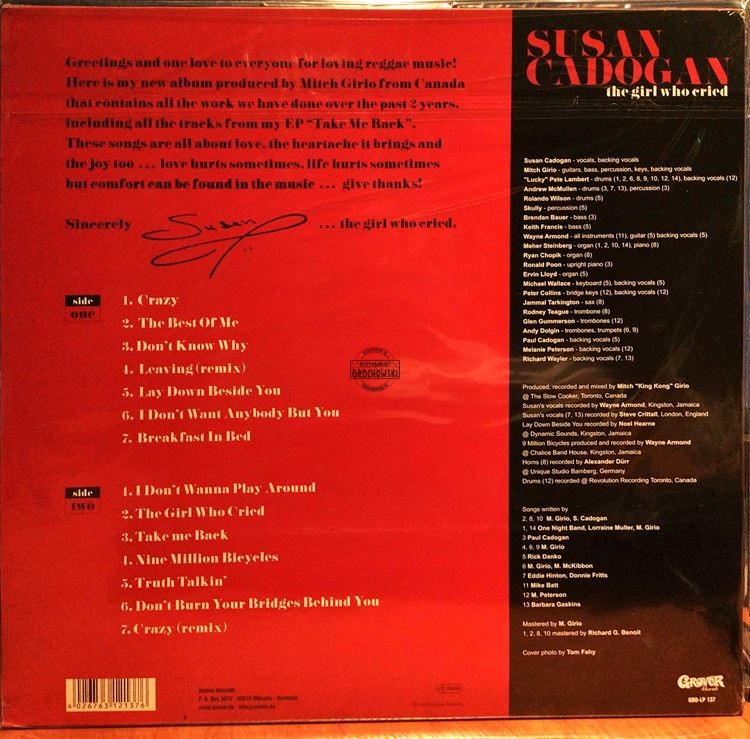 Greetings and one love to everyone for loving reggae music!
Here is my new album produced by Mitch Girio from Canada
that contains all the work we have done over the past 2 years,
including all the tracks from my EP “Take Me Back”.
These songs are all about love, the heartache it brings and
the joy too ... love hurts sometimes, life hurts sometimes
but comfort can be found in the music ... give thanks!
Sincerely Susan ... the girl who cried.
side one
1. Crazy
2. The Best Of Me
3. Don't Know Why
4. Leaving (remix)
5. Lay Down Beside You
6. I Don't Want Anybody But You
7. Breakfast In Bed
side two
1. I Don't Wanna Play Around
2. The Girl Who Cried
3. Take me Back
4. Nine Million Bicycles
5. Truth Talkin'
6. Don't Burn Your Bridges Behind You
7. Crazy (remix)
GROCHOWSKI
4 026763 121376
Grover Records
P. O. Box 3072 · 48016 Münster · Germany
www.grover.de · info@grover.de
SUSAN
CADOGAN
the girl who cried
Susan Cadogan - vocals, backing vocals
Mitch Girio - guitars, bass, percussion, keys, backing vocals
"Lucky" Pete Lambert - drums (1, 2, 6, 8, 9, 10, 12, 14), backing vocals (12)
Andrew McMullen - drums (3, 7, 13), percussion (3)
Rolando Wilson - drums (5)
Skully - percussion (5)
Brendan Bauer - bass (3)
Keith Francis - bass (5)
Wayne Armond - all instruments (11), guitar (5) backing vocals (5)
Meher Steinberg - organ (1, 2, 10, 14), piano (8)
Ryan Chopik - organ (8)
Ronald Poon - upright piano (3)
Ervin Lloyd - organ (5)
Michael Wallace - keyboard (5), backing vocals (5)
Peter Collins - bridge keys (12), backing vocals (12)
Jammal Tarkington - sax (8)
Rodney Teague - trombone (8)
Glen Gummerson - trombones (12)
Andy Dolgin - trombones, trumpets (6, 9)
Paul Cadogan - backing vocals (5)
Melanie Peterson - backing vocals (12)
Richard Wayler - backing vocals (7, 13)
Produced, recorded and mixed by Mitch "King Kong" Girio
@ The Slow Cooker, Toronto, Canada
Susan's vocals recorded by Wayne Armond, Kingston, Jamaica
Susan's vocals (7, 13) recorded by Steve Crittall, London, England
Lay Down Beside You recorded by Noel Hearne
@ Dynamic Sounds, Kingston, Jamaica
9 Million Bicycles produced and recorded by Wayne Armond
@ Chalice Band House, Kingston, Jamaica
Horns (8) recorded by Alexander Dürr
@ Unique Studio Bamberg, Germany
Drums (12) recorded @ Revolution Recording Toronto, Canada
Songs written by
2, 8, 10 M. Girio, S. Cadogan
1, 14 One Night Band, Lorraine Muller, M. Girio
3 Paul Cadogan
4, 6, 9 M. Girio
5 Rick Danko
6 M. Girio, M. McKibbon
7 Eddie Hinton, Donnie Fritts
11 Mike Batt
12 M. Peterson
13 Barbara Gaskins
Mastered by M. Girio
1, 2, 8, 10 mastered by Richard G. Benoit
Cover photo by Tom Fahy
GROVER
Records
GRO-LP 137